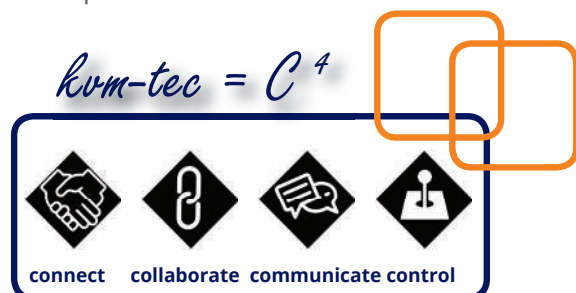 kvm-tec = C⁴
connect collaborate communicate control